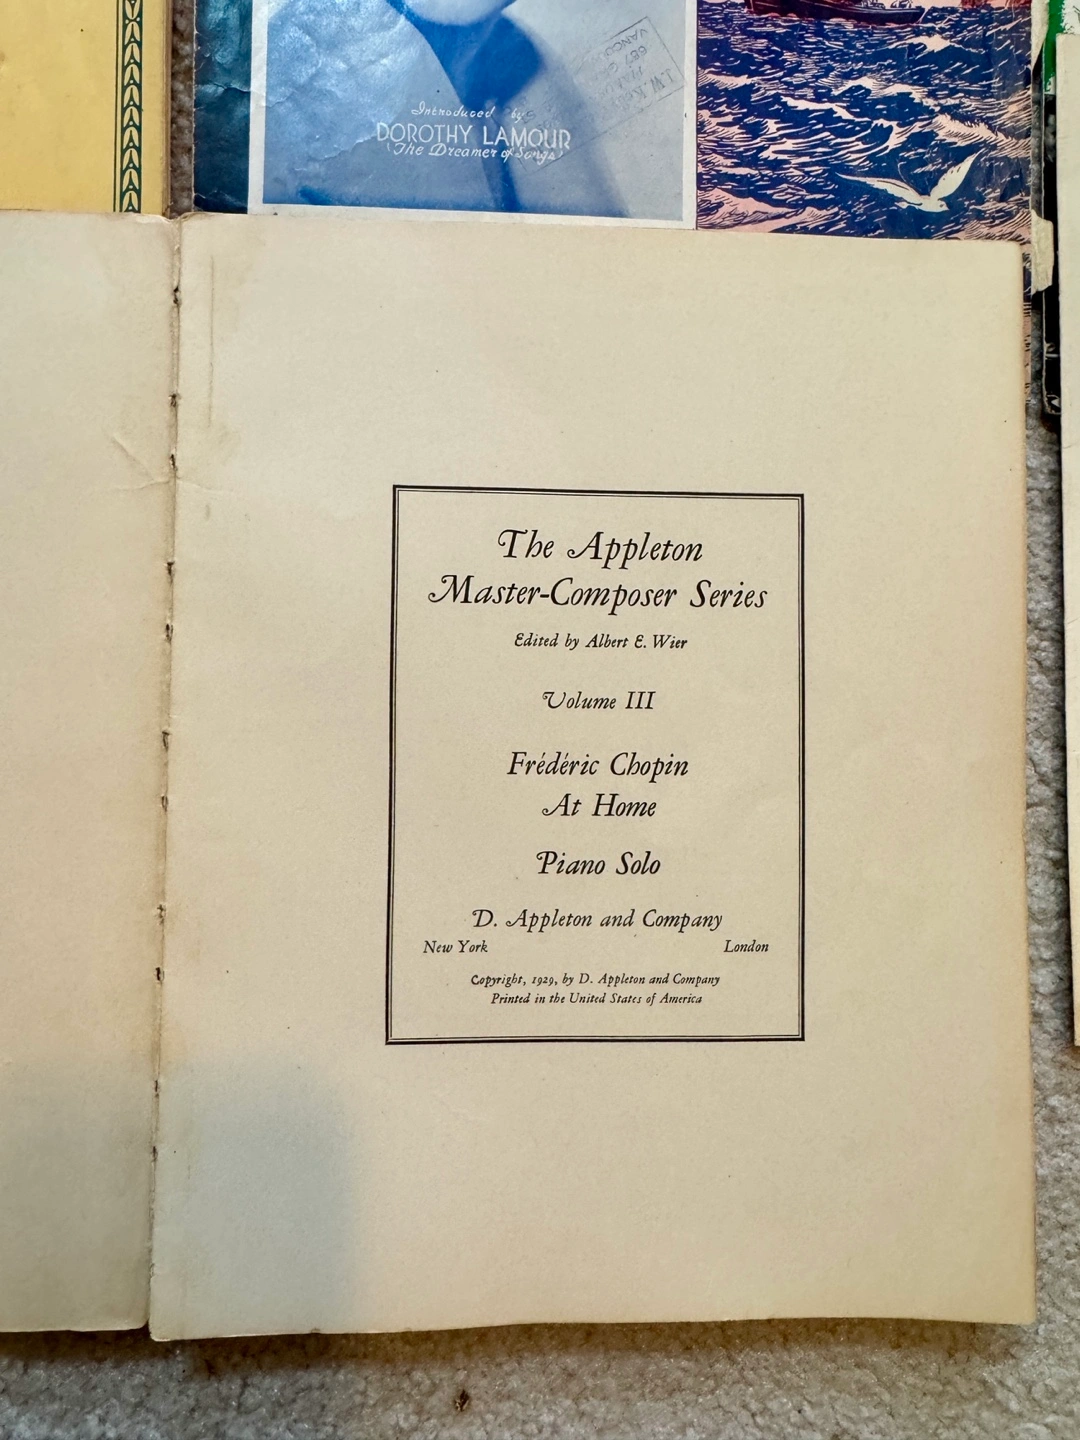 Introduced by
DOROTHY LAMOUR
(The Dreamer of Songs)
The Appleton
Master-Composer Series
Edited by Albert E. Wier
Volume III
Frédéric Chopin
At Home
Piano Solo
D. Appleton and Company
New York London
Copyright, 1929, by D. Appleton and Company
Printed in the United States of America